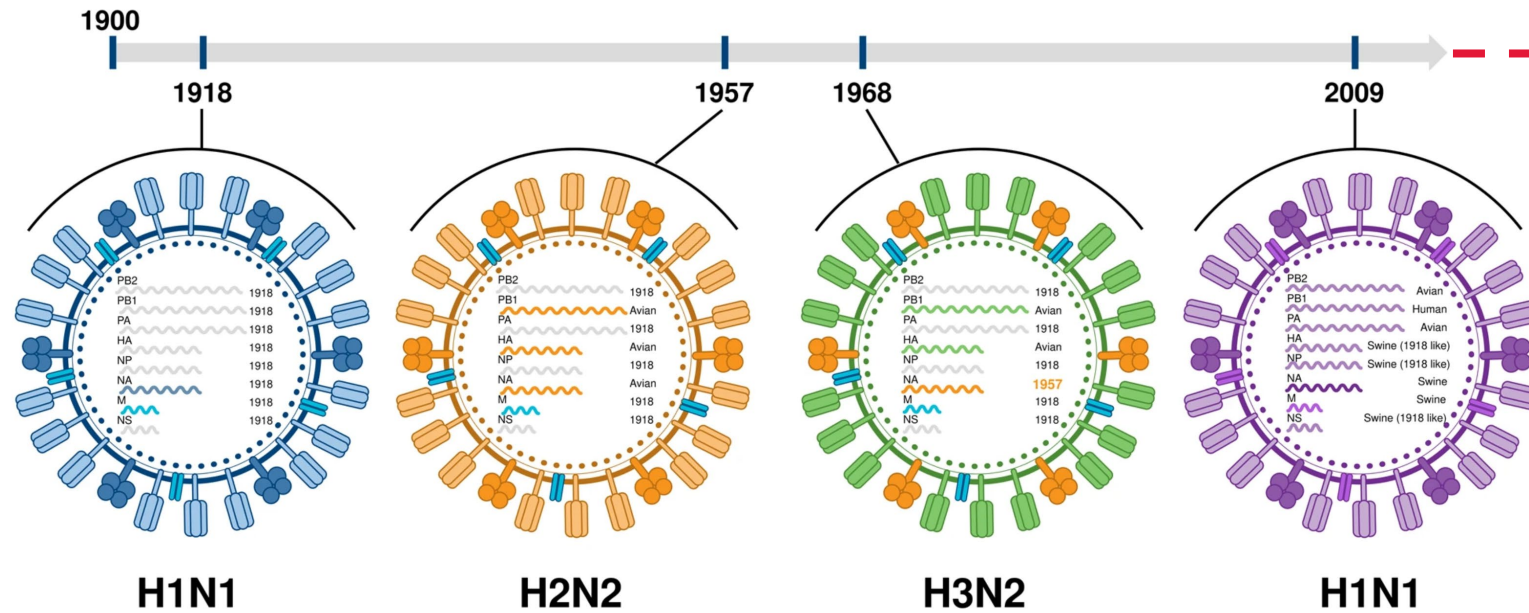 1900
1918
1957
1968
2009
PB2
1918
PB1
1918
PA
1918
HA
1918
NP
1918
NA
1918
M
1918
NS
1918
PB2
1918
PB1
Avian
PA
1918
HA
Avian
NP
1918
NA
Avian
M
1918
NS
1918
PB2
1918
PB1
Avian
PA
1918
HA
Avian
NP
1918
NA
1957
M
1918
NS
1918
PB2
Avian
PB1
Human
PA
Avian
HA
Swine (1918 like)
NP
Swine (1918 like)
NA
Swine
M
Swine
NS
Swine (1918 like)
H1N1
H2N2
H3N2
H1N1